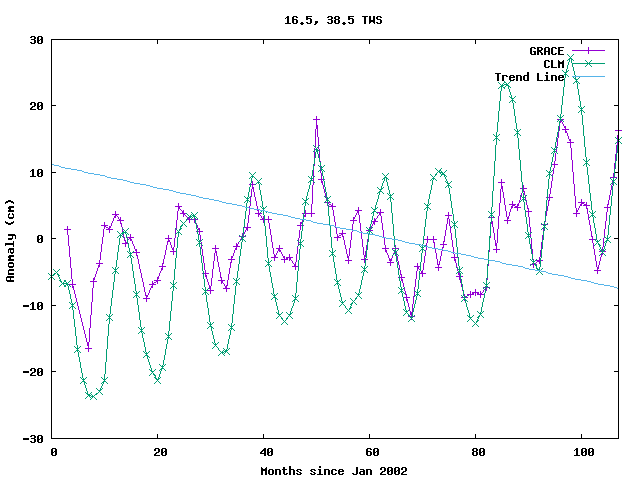 16.5, 38.5 TWS
GRACE
CLM
Trend Line
Anomaly (cm)
30
20
10
0
-10
-20
-30
0 20 40 60 80 100
Months since Jan 2002